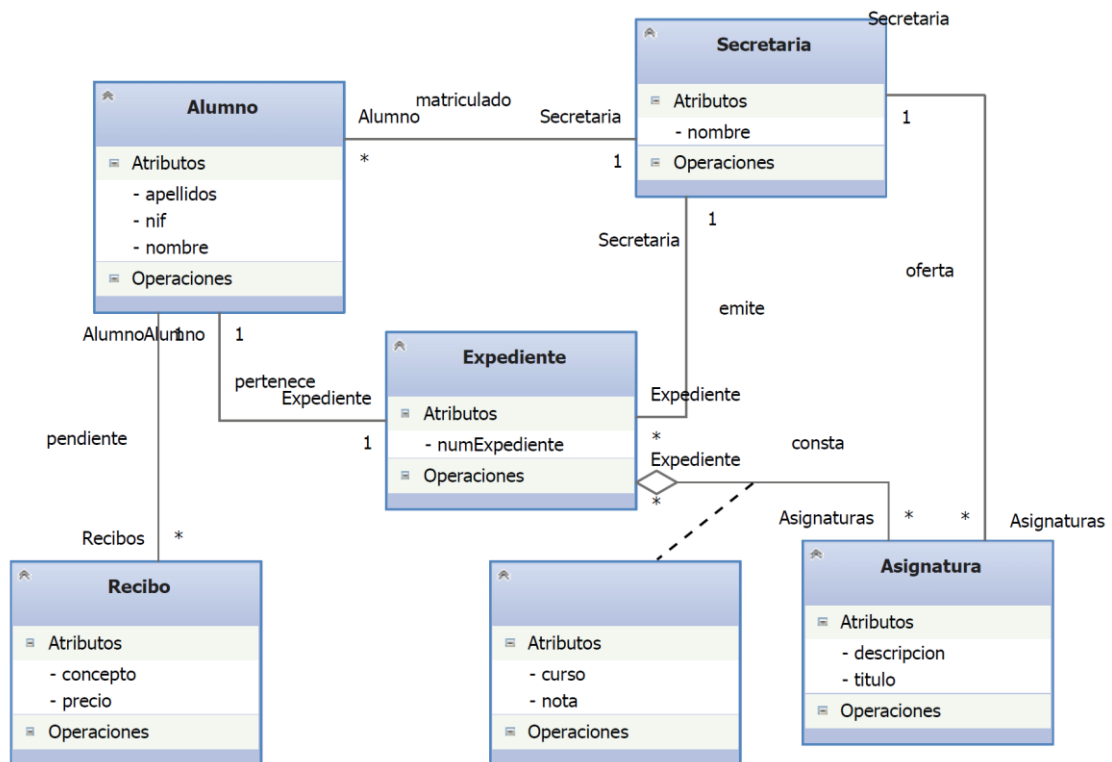 Secretaria
Secretaria
Atributos
- nombre
Operaciones
1
1
Alumno
Atributos
- apellidos
- nif
- nombre
Operaciones
matriculado
Alumno
Secretaria
*
1
Secretaria
oferta
emite
AlumnoAlumno
1
1
pertenece
Expediente
1
pendiente
Expediente
Atributos
- numExpediente
Operaciones
Expediente
*
Expediente
*
consta
Asignaturas
*
*
Asignaturas
Recibos
*
Recibo
Atributos
- concepto
- precio
Operaciones
Atributos
- curso
- nota
Operaciones
Asignatura
Atributos
- descripcion
- titulo
Operaciones